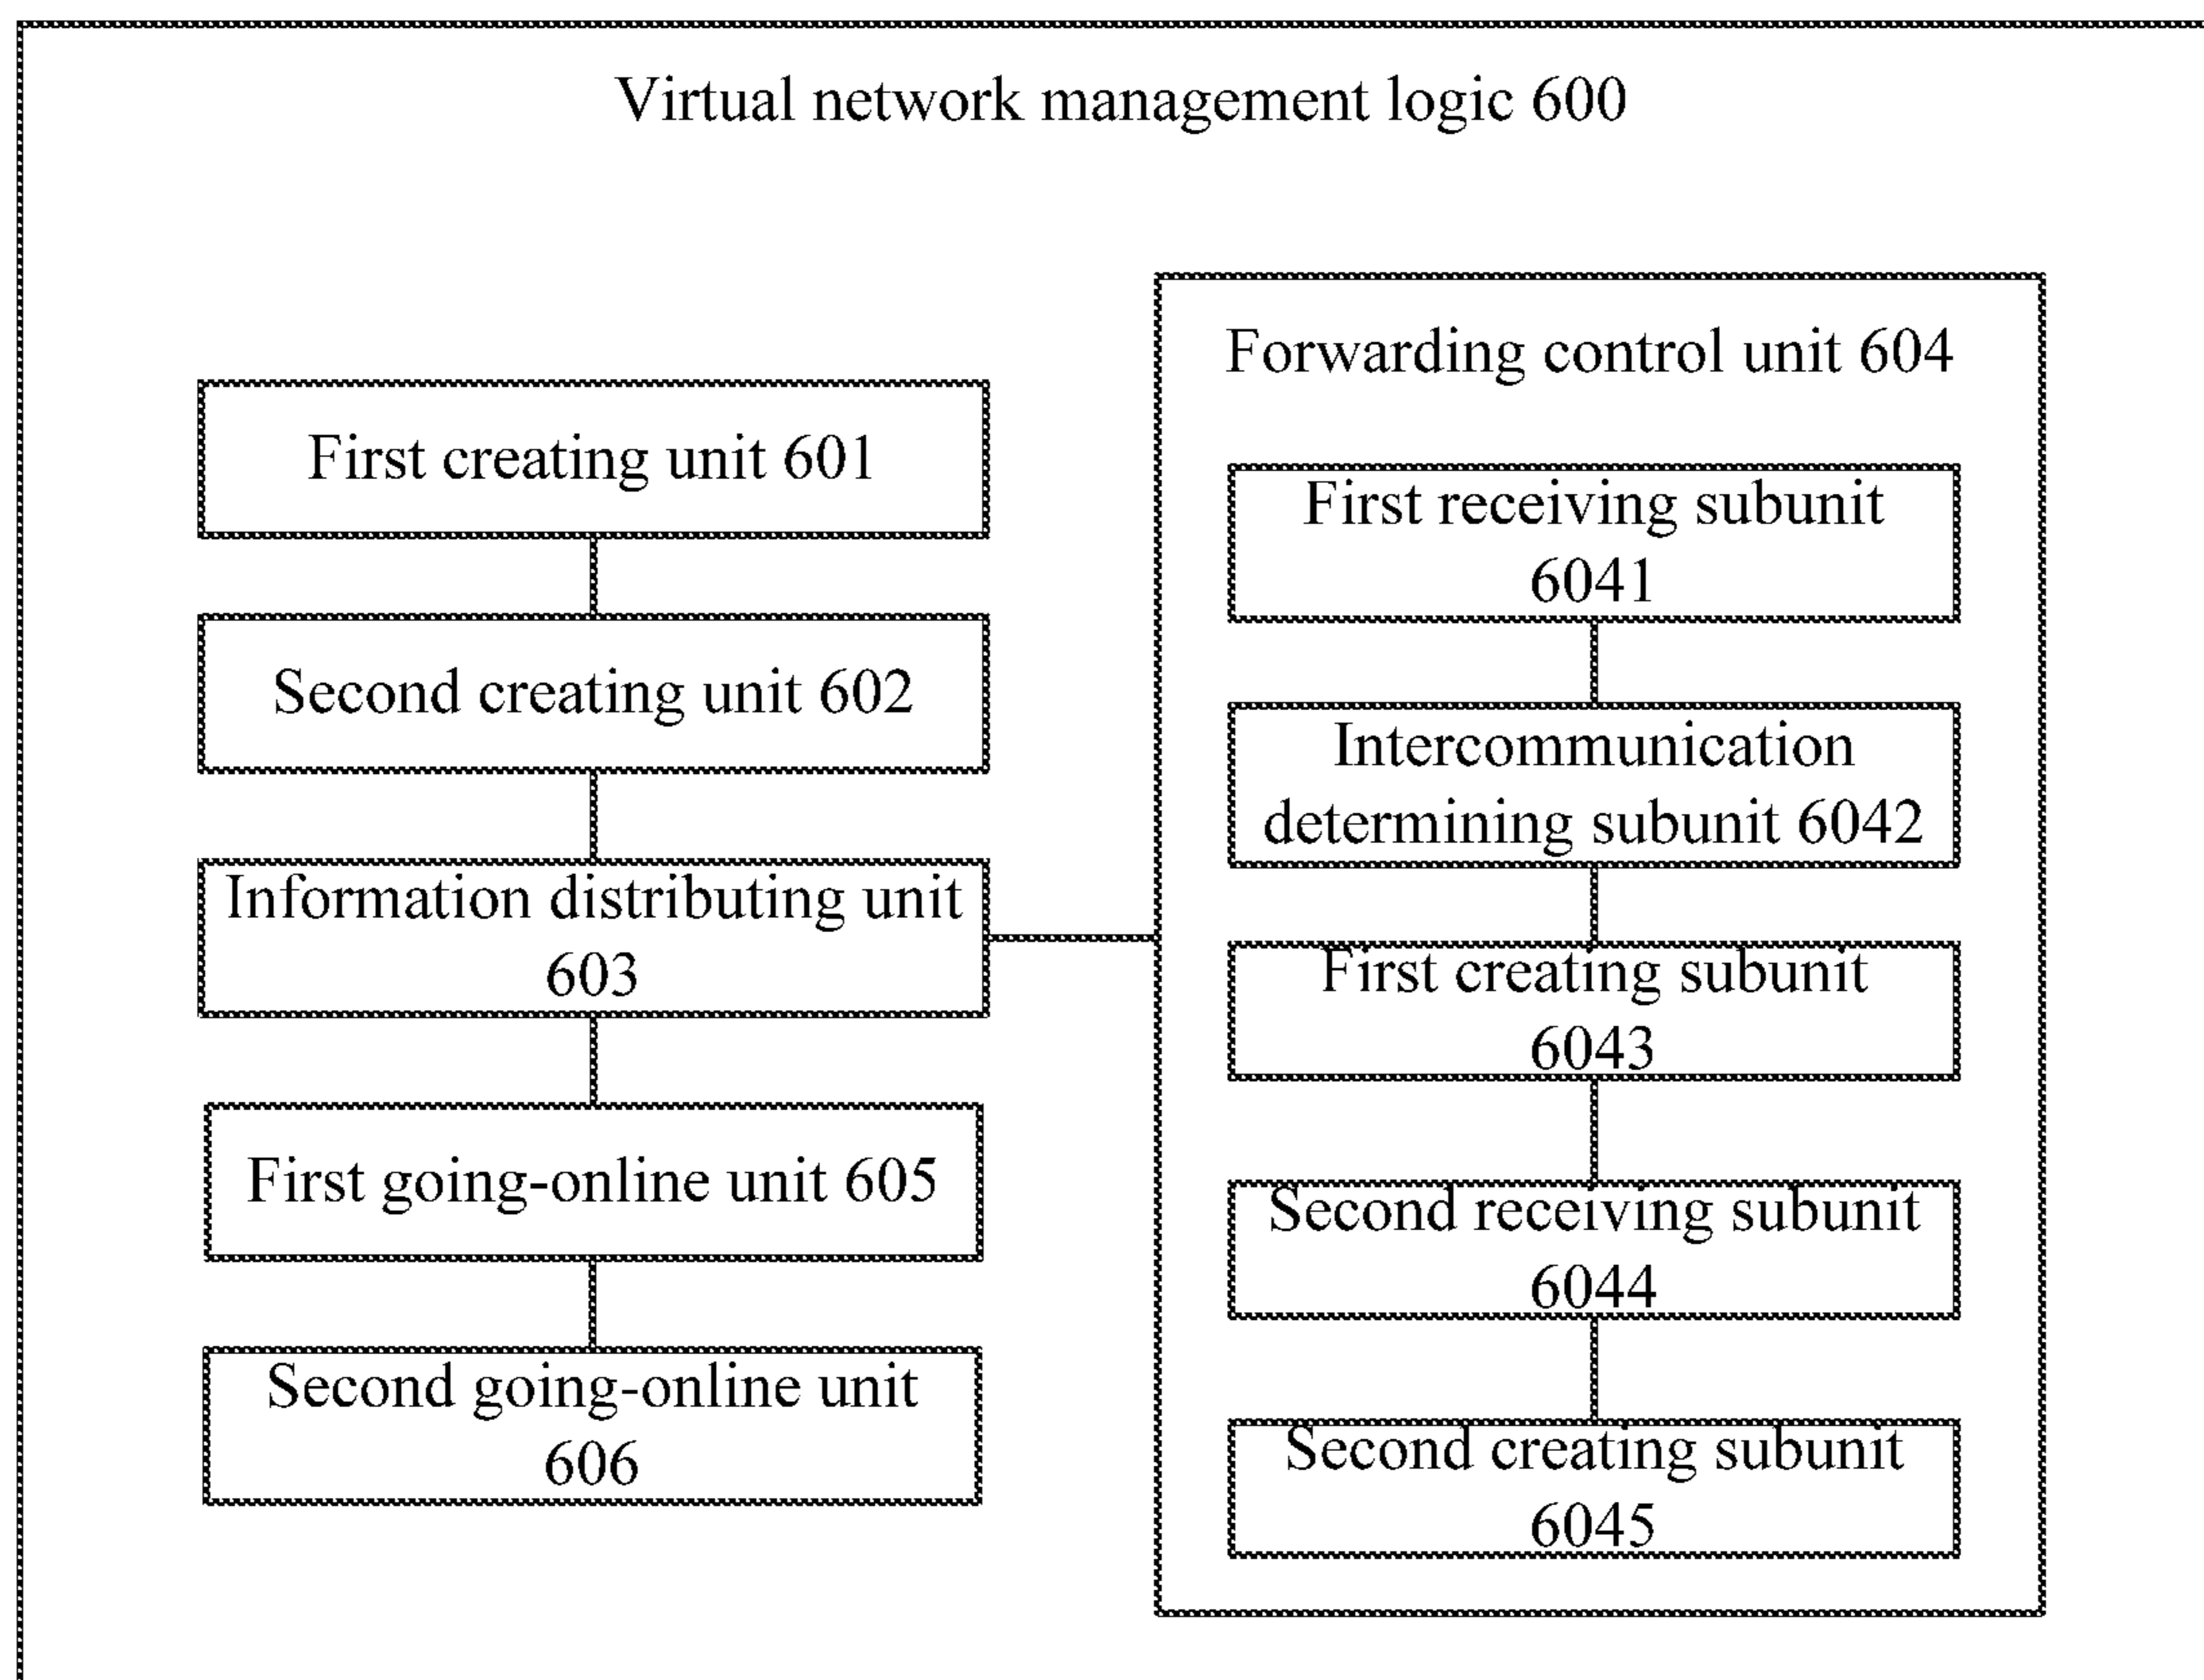 Virtual network management logic 600
First creating unit 601
Second creating unit 602
Information distributing unit
603
First going-online unit 605
Second going-online unit
606
Forwarding control unit 604
First receiving subunit
6041
Intercommunication
determining subunit 6042
First creating subunit
6043
Second receiving subunit
6044
Second creating subunit
6045